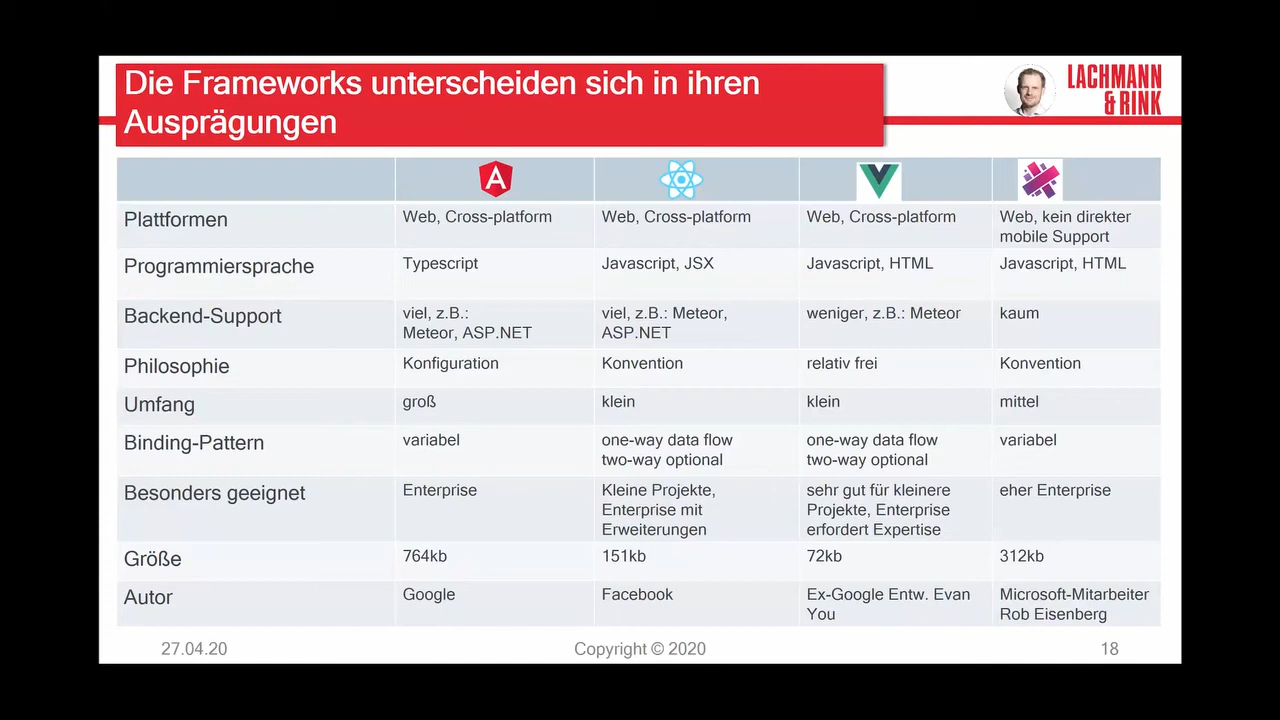 Die Frameworks unterscheiden sich in ihren
Ausprägungen
LACHMANN
& RINK
A
Plattformen
Web, Cross-platform
Web, Cross-platform
Web, Cross-platform
Web, kein direkter
mobile Support
Programmiersprache
Typescript
Javascript, JSX
Javascript, HTML
Javascript, HTML
Backend-Support
viel, z.B.:
Meteor, ASP.NET
viel, z.B.: Meteor,
ASP.NET
weniger, z.B.: Meteor
kaum
Philosophie
Konfiguration
Konvention
relativ frei
Konvention
Umfang
groß
klein
klein
mittel
Binding-Pattern
variabel
one-way data flow
two-way optional
one-way data flow
two-way optional
variabel
Besonders geeignet
Enterprise
Kleine Projekte,
Enterprise mit
Erweiterungen
sehr gut für kleinere
Projekte, Enterprise
erfordert Expertise
eher Enterprise
Größe
764kb
151kb
72kb
312kb
Autor
Google
Facebook
Ex-Google Entw. Evan
You
Microsoft-Mitarbeiter
Rob Eisenberg
27.04.20
Copyright © 2020
18